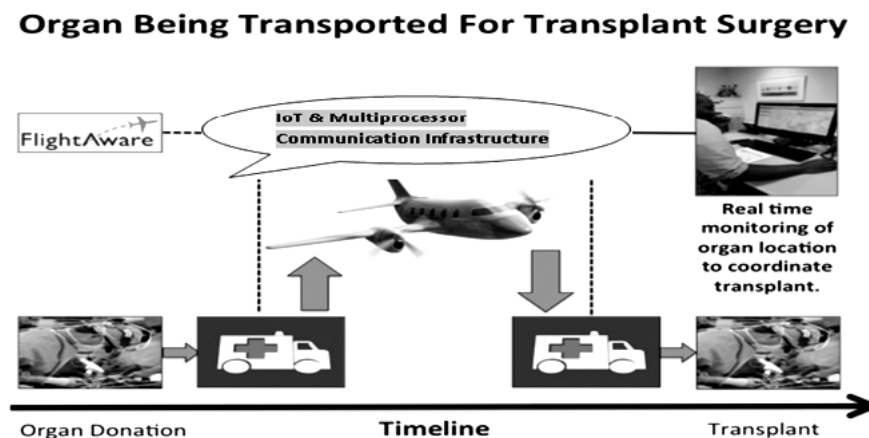 Organ Being Transported For Transplant Surgery
FlightAware
IoT & Multiprocessor
Communication Infrastructure
Real time
monitoring of
organ location
to coordinate
transplant.
Organ Donation
Timeline
Transplant